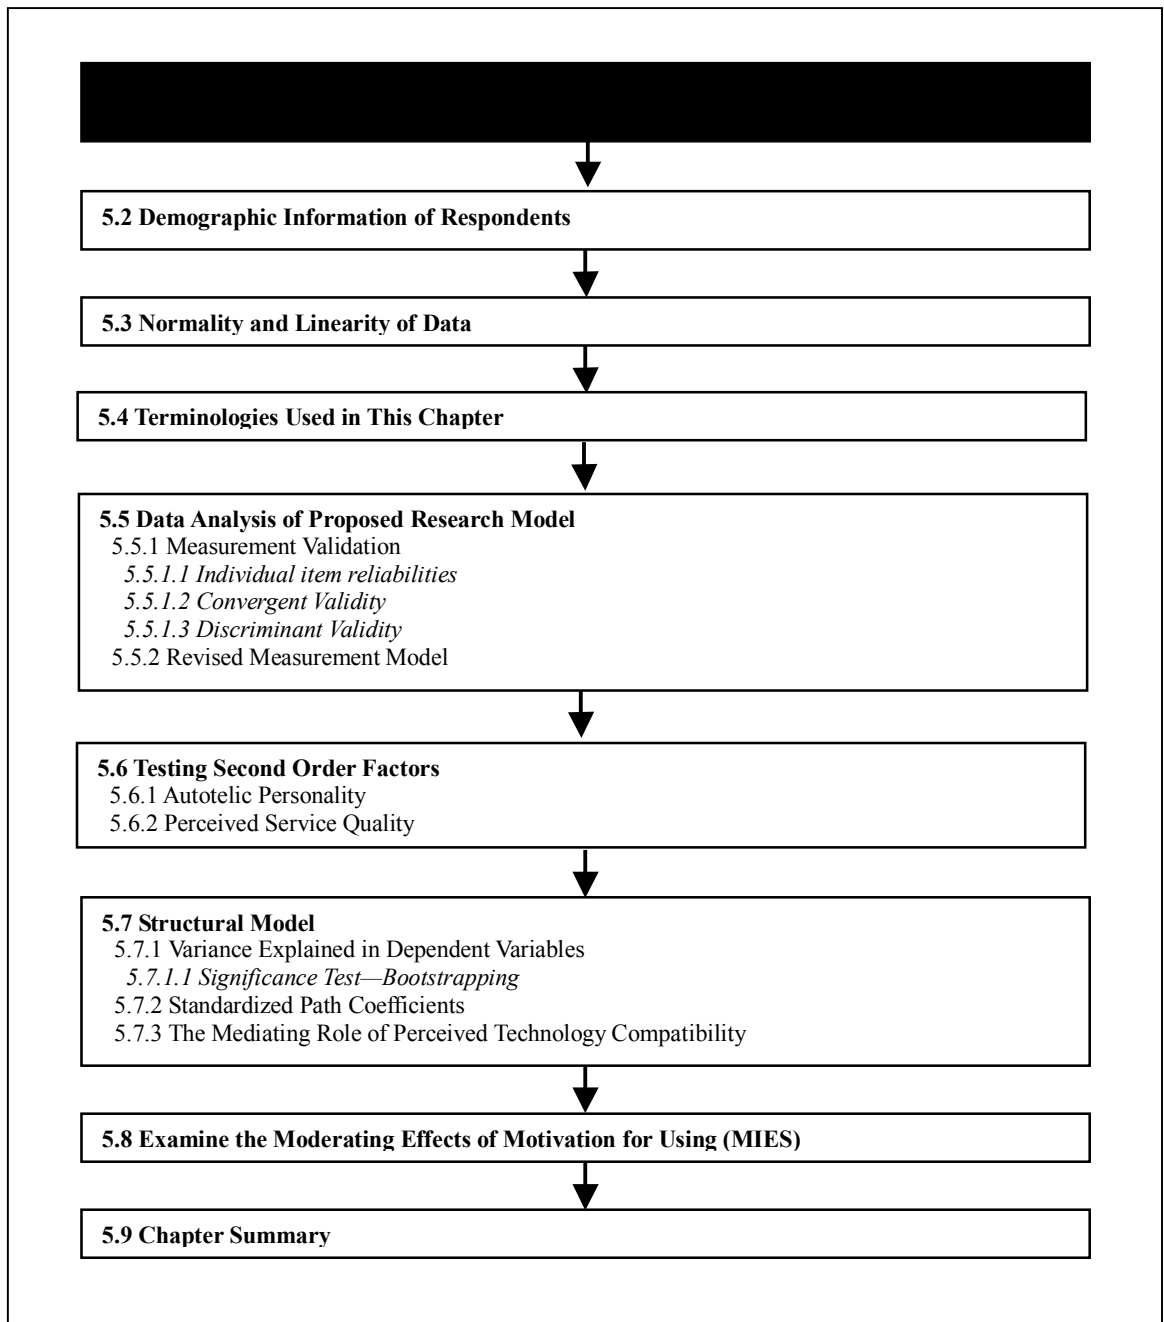 5.2 Demographic Information of Respondents
5.3 Normality and Linearity of Data
5.4 Terminologies Used in This Chapter
5.5 Data Analysis of Proposed Research Model
5.5.1 Measurement Validation
5.5.1.1 Individual item reliabilities
5.5.1.2 Convergent Validity
5.5.1.3 Discriminant Validity
5.5.2 Revised Measurement Model
5.6 Testing Second Order Factors
5.6.1 Autotelic Personality
5.6.2 Perceived Service Quality
5.7 Structural Model
5.7.1 Variance Explained in Dependent Variables
5.7.1.1 Significance Test—Bootstrapping
5.7.2 Standardized Path Coefficients
5.7.3 The Mediating Role of Perceived Technology Compatibility
5.8 Examine the Moderating Effects of Motivation for Using (MIES)
5.9 Chapter Summary